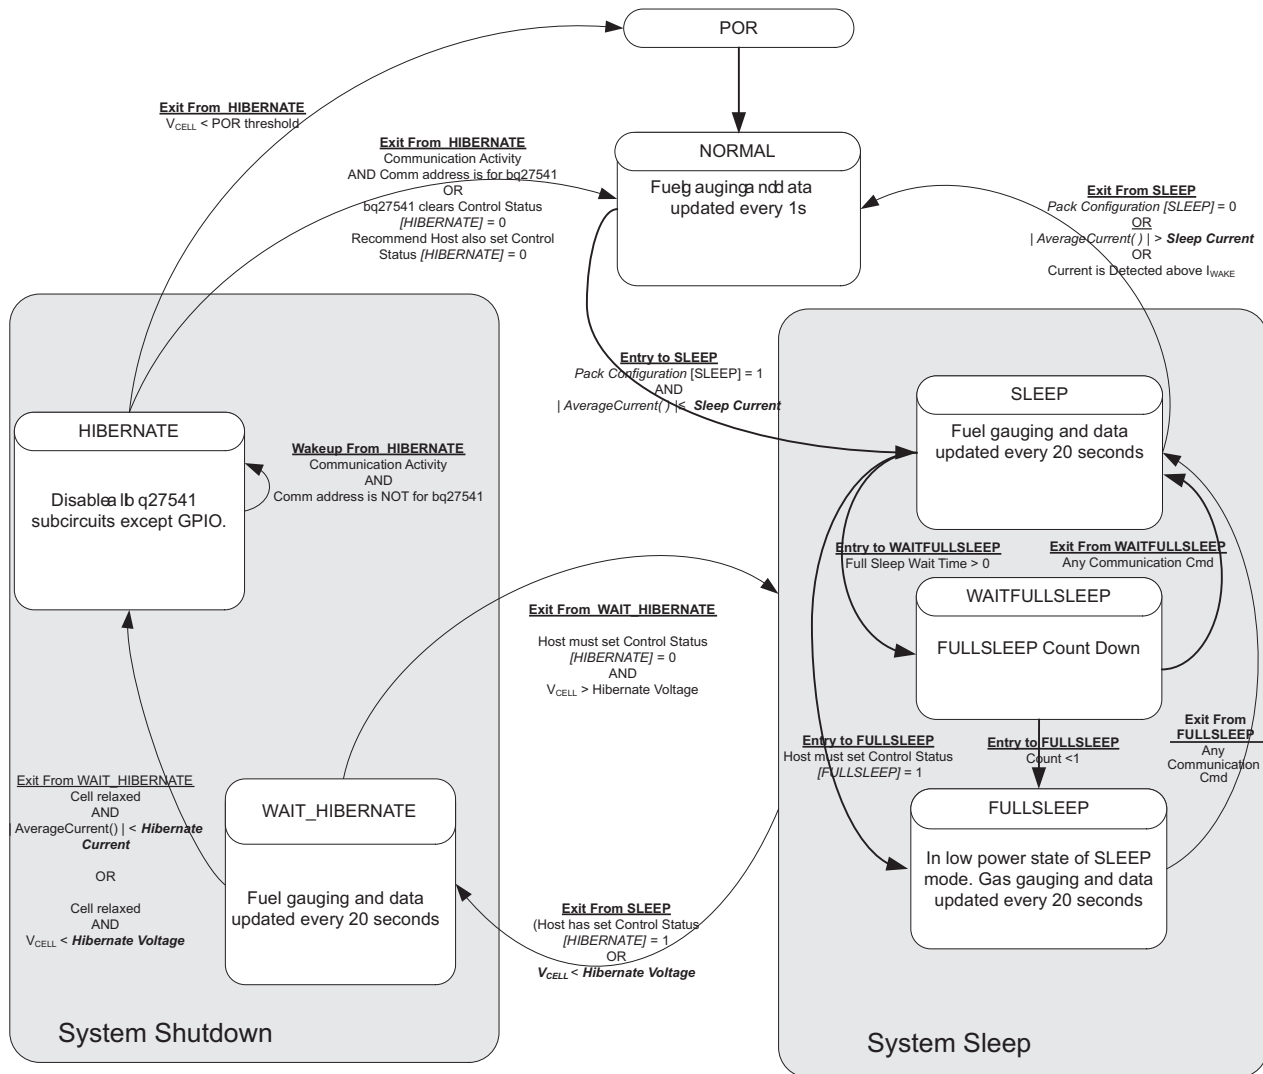 POR
Exit From HIBERNATE
VCELL < POR threshold
Exit From HIBERNATE
Communication Activity
AND Comm address is for bq27541
OR
bq27541 clears Control Status
[HIBERNATE] = 0
Recommend Host also set Control
Status [HIBERNATE] = 0
NORMAL
Fuel gauging and data
updated every 1s
Exit From SLEEP
Pack Configuration [SLEEP] = 0
OR
| AverageCurrent( ) | > Sleep Current
OR
Current is Detected above IWAKE
Entry to SLEEP
Pack Configuration [SLEEP] = 1
AND
| AverageCurrent( ) |≤ Sleep Current
HIBERNATE
Disable all bq27541
subcircuits except GPIO.
Wakeup From HIBERNATE
Communication Activity
AND
Comm address is NOT for bq27541
SLEEP
Fuel gauging and data
updated every 20 seconds
Entry to WAITFULLSLEEP
Full Sleep Wait Time > 0
Exit From WAITFULLSLEEP
Any Communication Cmd
WAITFULLSLEEP
FULLSLEEP Count Down
Exit From WAIT_HIBERNATE
Host must set Control Status
[HIBERNATE] = 0
AND
VCELL > Hibernate Voltage
Entry to FULLSLEEP
Host must set Control Status
[FULLSLEEP] = 1
Entry to FULLSLEEP
Count <1
Exit From
FULLSLEEP
Any
Communication
Cmd
Exit From WAIT_HIBERNATE
Cell relaxed
AND
| AverageCurrent() | < Hibernate
Current
OR
Cell relaxed
AND
VCELL < Hibernate Voltage
WAIT_HIBERNATE
Fuel gauging and data
updated every 20 seconds
FULLSLEEP
In low power state of SLEEP
mode. Gas gauging and data
updated every 20 seconds
Exit From SLEEP
(Host has set Control Status
[HIBERNATE] = 1
OR
VCELL < Hibernate Voltage
System Shutdown
System Sleep